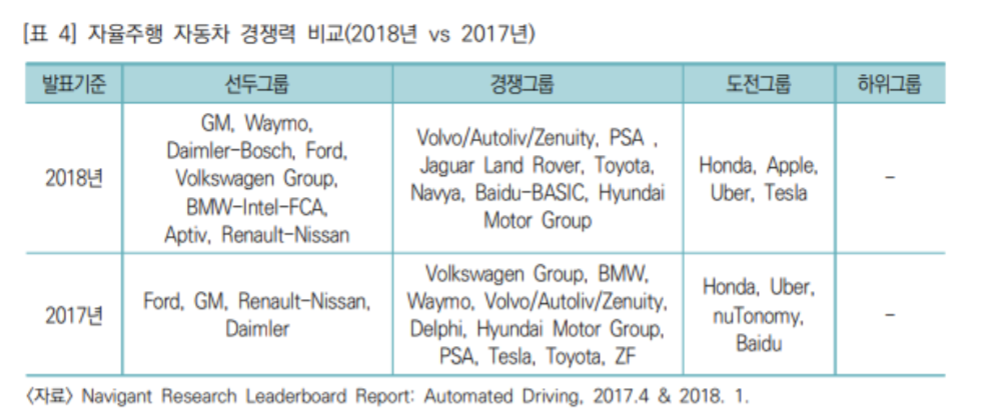 [표 4] 자율주행 자동차 경쟁력 비교(2018년 vs 2017년)
발표기준 선두그룹 경쟁그룹 도전그룹 하위그룹
2018년
GM, Waymo,
Daimler-Bosch, Ford,
Volkswagen Group,
BMW-Intel-FCA,
Aptiv, Renault-Nissan
Volvo/Autoliv/Zenuity, PSA ,
Jaguar Land Rover, Toyota,
Navya, Baidu-BASIC, Hyundai
Motor Group
Honda, Apple,
Uber, Tesla
-
2017년
Ford, GM, Renault-Nissan,
Daimler
Volkswagen Group, BMW,
Waymo, Volvo/Autoliv/Zenuity,
Delphi, Hyundai Motor Group,
PSA, Tesla, Toyota, ZF
Honda, Uber,
nuTonomy,
Baidu
-
〈자료〉 Navigant Research Leaderboard Report: Automated Driving, 2017.4 & 2018. 1.